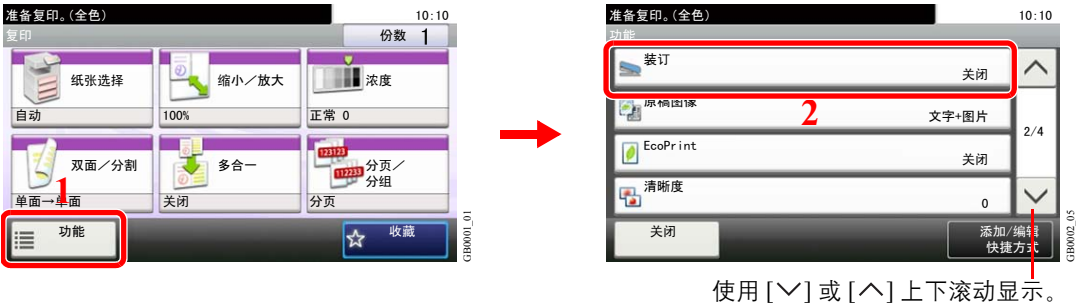 准备复印。(全色)
10:10
复印
份数 1
纸张选择
自动
缩小／放大
100%
浓度
正常 0
双面／分割
单面→单面
多合一
关闭
123123
112233
分页／
分组
分页
1
功能
收藏
GB0001_01
准备复印。(全色)
10:10
功能
装订
关闭
原稿图像
文字+图片
2
2/4
EcoPrint
关闭
清晰度
0
关闭
添加/编辑
快捷方式
GB0002_05
使用 [∨] 或 [∧] 上下滚动显示。